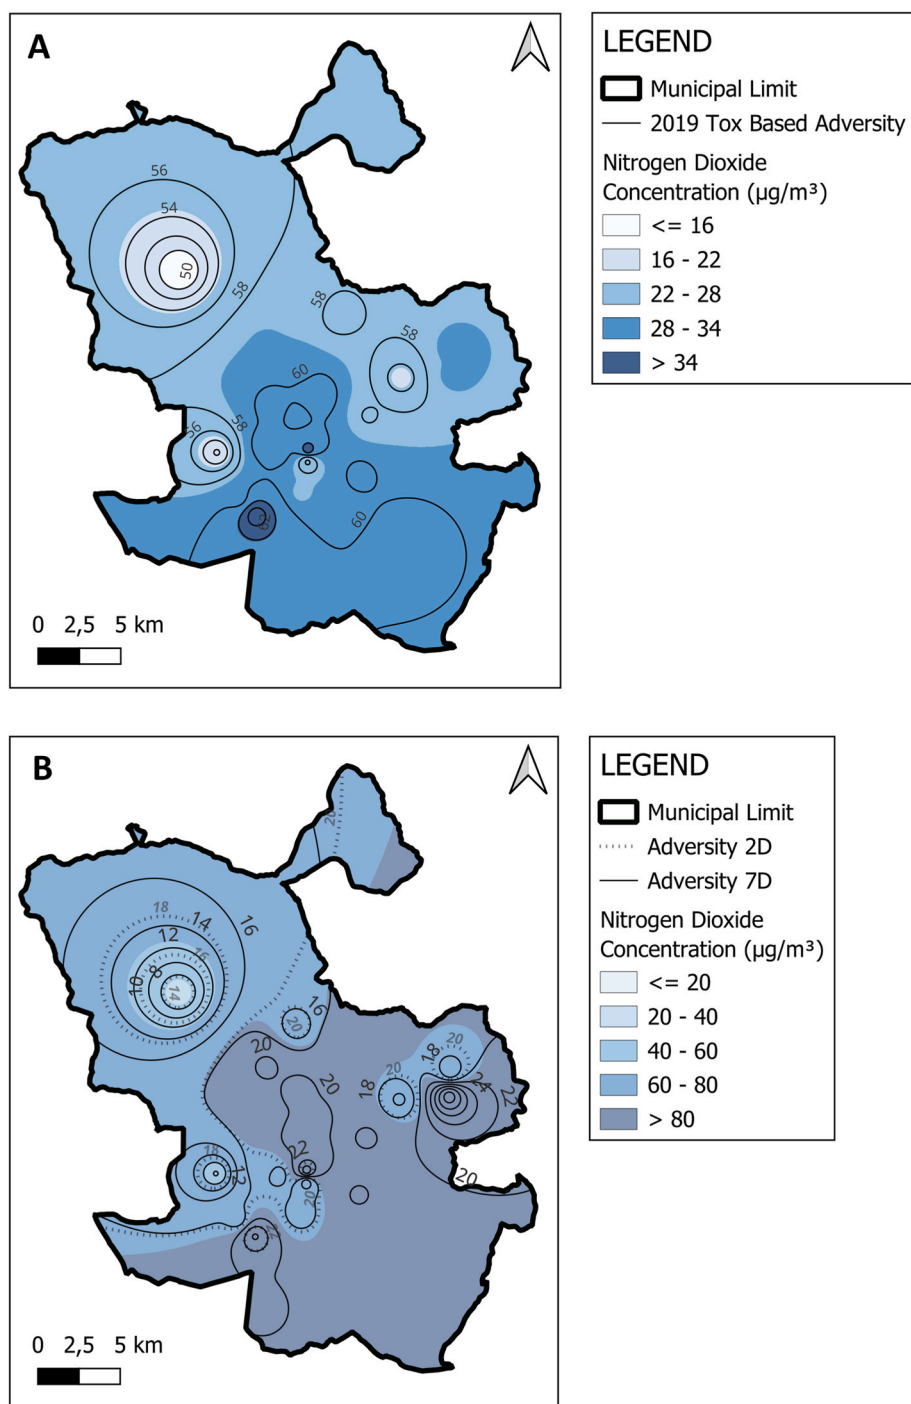 A
LEGEND
Municipal Limit
2019 Tox Based Adversity
Nitrogen Dioxide
Concentration (µg/m³)
<= 16
16 - 22
22 - 28
28 - 34
> 34
56
54
50
58
58
58
60
56
58
62
60
0 2,5 5 km
B
LEGEND
Municipal Limit
Adversity 2D
Adversity 7D
Nitrogen Dioxide
Concentration (µg/m³)
<= 20
20 - 40
40 - 60
60 - 80
> 80
20
18
14
16
12
16
10
8
14
16
20
20
20
20
18
20
18
24
22
22
18
12
20
20
22
0 2,5 5 km